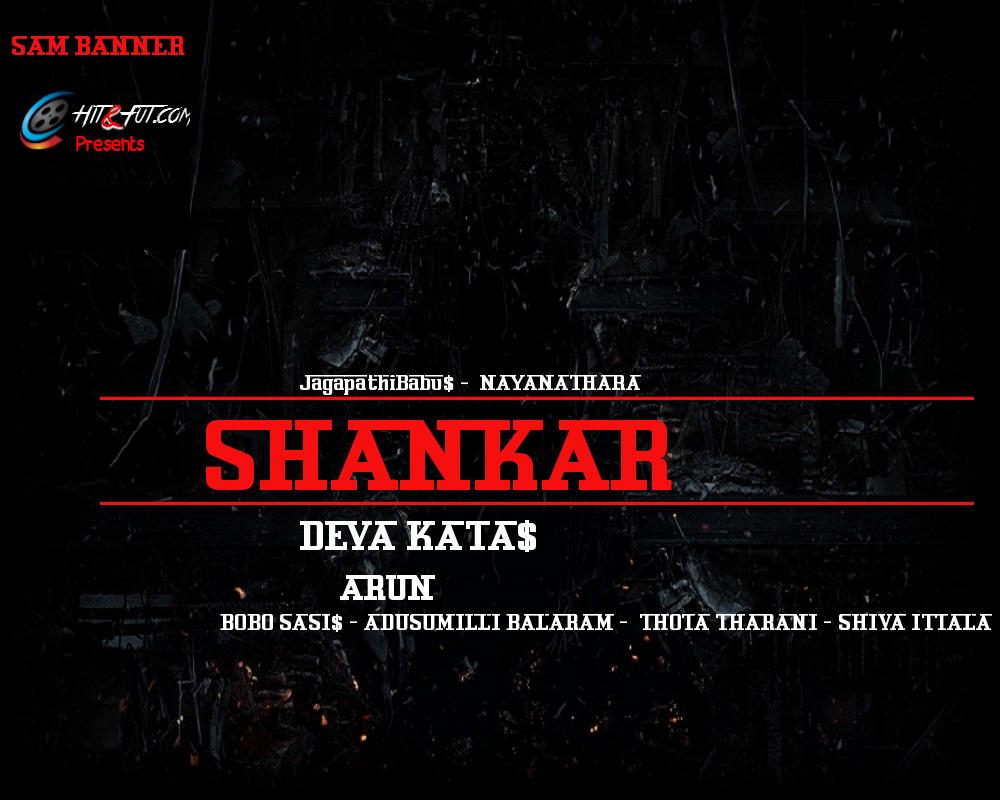 SAM BANNER
HIT&FUT.COM
Presents
JagapathiBabu$ - NAYANATHARA
SHANKAR
DEVA KATA$
ARUN
BOBO SASI$ - ADUSUMILLI BALARAM - THOTA THARANI - SHIVA ITTALA